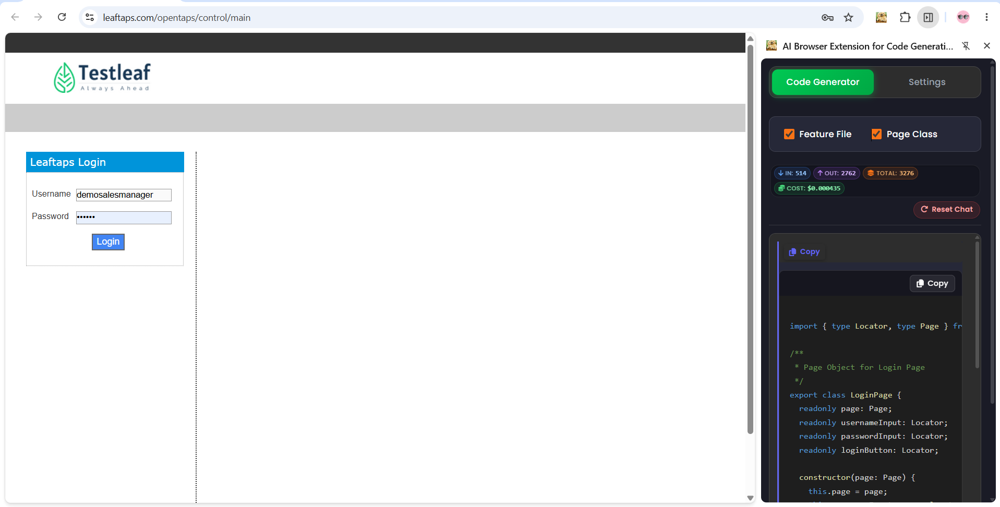 leaftaps.com/opentaps/control/main
Testleaf
Always Ahead
Leaftaps Login
Username demosalesmanager
Password ••••••
Login
AI Browser Extension for Code Generati...
Code Generator Settings
Feature File Page Class
IN: 514 OUT: 2762 TOTAL: 3276
COST: $0.000435
Reset Chat
Copy
Copy
import { type Locator, type Page } fr
/**
* Page Object for Login Page
*/
export class LoginPage {
readonly page: Page;
readonly usernameInput: Locator;
readonly passwordInput: Locator;
readonly loginButton: Locator;
constructor(page: Page) {
this.page = page;